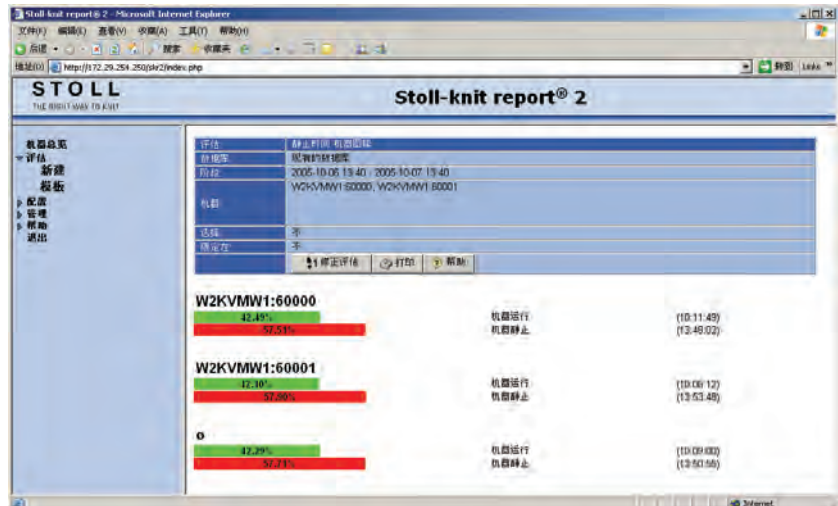 Stoll-knit report® 2 - Microsoft Internet Explorer
文件(F) 编辑(E) 查看(V) 收藏(A) 工具(T) 帮助(H)
后退 搜索 收藏夹
地址(D) http://172.29.254.250/skr2/index.php 转到 Links
STOLL
THE RIGHT WAY TO KNIT
Stoll-knit report® 2
机器总览
评估
新建
模板
配置
管理
帮助
退出
评估 静止时间 机器图释
数据库 现有的数据库
阶段 2005-10-06 13:40 - 2005-10-07 13:40
机器 W2KVMW1:60000, W2KVMW1:60001
选择 不
限定在 不
修正评估 打印 帮助
W2KVMW1:60000
42.49% 机器运行 (10:11:49)
57.51% 机器静止 (13:48:02)
W2KVMW1:60001
42.10% 机器运行 (10:06:12)
57.90% 机器静止 (13:53:48)
o
42.29% 机器运行 (10:09:00)
57.71% 机器静止 (13:50:55)
Internet